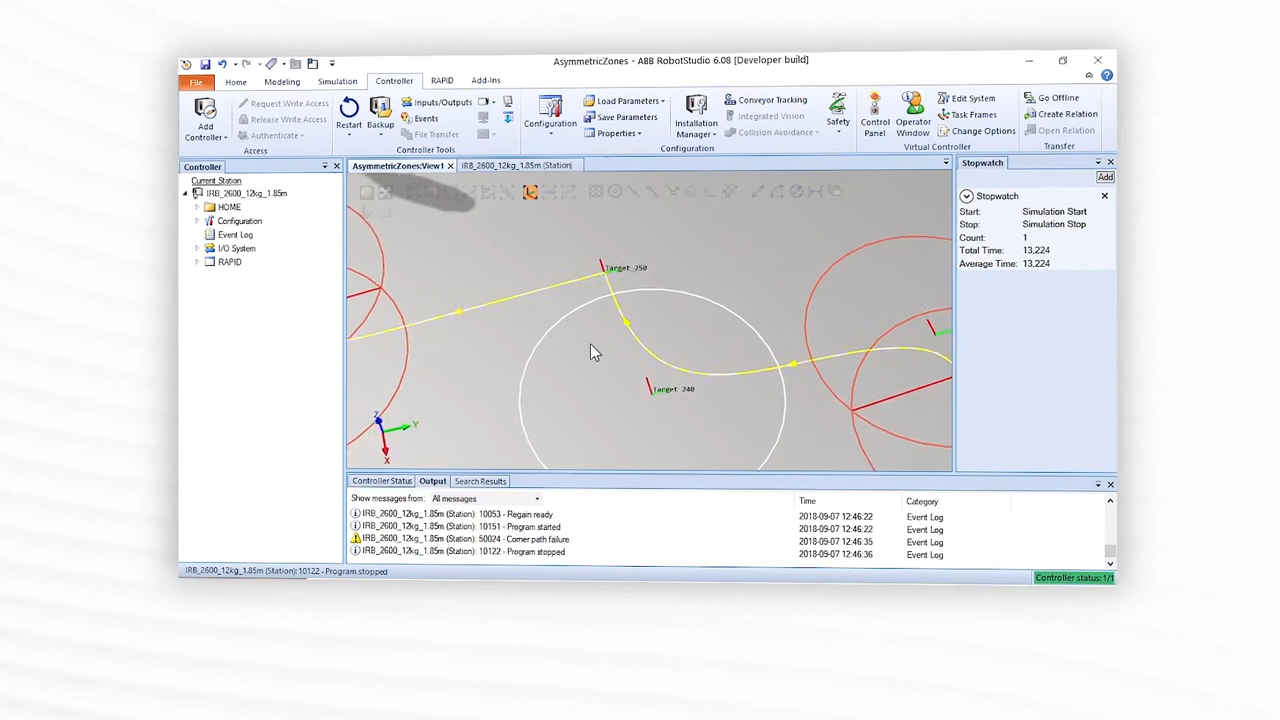 AsymmetricZones - ABB RobotStudio 6.08 [Developer build]
File Home Modeling Simulation Controller RAPID Add-Ins
Add Controller
Request Write Access
Release Write Access
Authenticate
Access
Restart
Backup
Inputs/Outputs
Events
File Transfer
Controller Tools
Configuration
Load Parameters
Save Parameters
Properties
Installation Manager
Conveyor Tracking
Integrated Vision
Collision Avoidance
Safety
Configuration
Control Panel
Operator Window
Edit System
Task Frames
Change Options
Virtual Controller
Go Offline
Create Relation
Open Relation
Transfer
Controller
Current Station
IRB_2600_12kg_1.85m (Station)
HOME
Configuration
Event Log
I/O System
RAPID
AsymmetricZones:View1 IRB_2600_12kg_1.85m (Station)
Target_250
Target_240
Z
Y
X
Stopwatch
Add
Stopwatch
Start: Simulation Start
Stop: Simulation Stop
Count: 1
Total Time: 13,224
Average Time: 13,224
Controller Status Output Search Results
Show messages from: All messages Time Category
IRB_2600_12kg_1.85m (Station): 10053 - Regain ready 2018-09-07 12:46:22 Event Log
IRB_2600_12kg_1.85m (Station): 10151 - Program started 2018-09-07 12:46:22 Event Log
IRB_2600_12kg_1.85m (Station): 50024 - Corner path failure 2018-09-07 12:46:35 Event Log
IRB_2600_12kg_1.85m (Station): 10122 - Program stopped 2018-09-07 12:46:36 Event Log
IRB_2600_12kg_1.85m (Station): 10122 - Program stopped
Controller status: 1/1